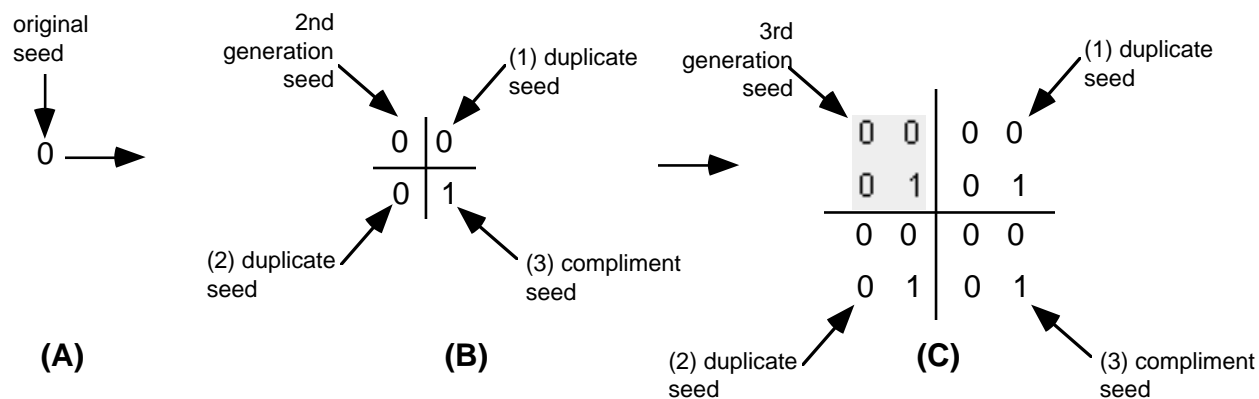 original
seed
0
(A)
2nd
generation
seed
(1) duplicate
seed
0 0
0 1
(2) duplicate
seed
(3) compliment
seed
(B)
3rd
generation
seed
(1) duplicate
seed
0 0 0 0
0 1 0 1
0 0 0 0
0 1 0 1
(2) duplicate
seed
(C)
(3) compliment
seed